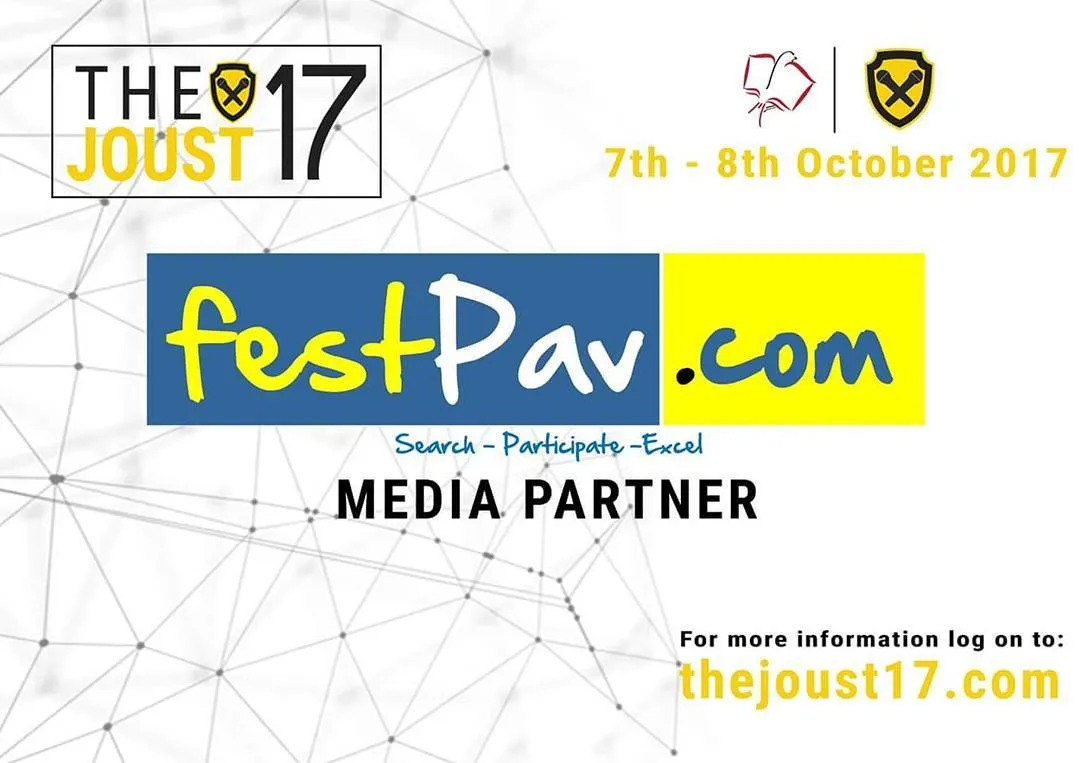 THE
JOUST
17
7th - 8th October 2017
festPav.com
Search - Participate -Excel
MEDIA PARTNER
For more information log on to:
thejoust17.com